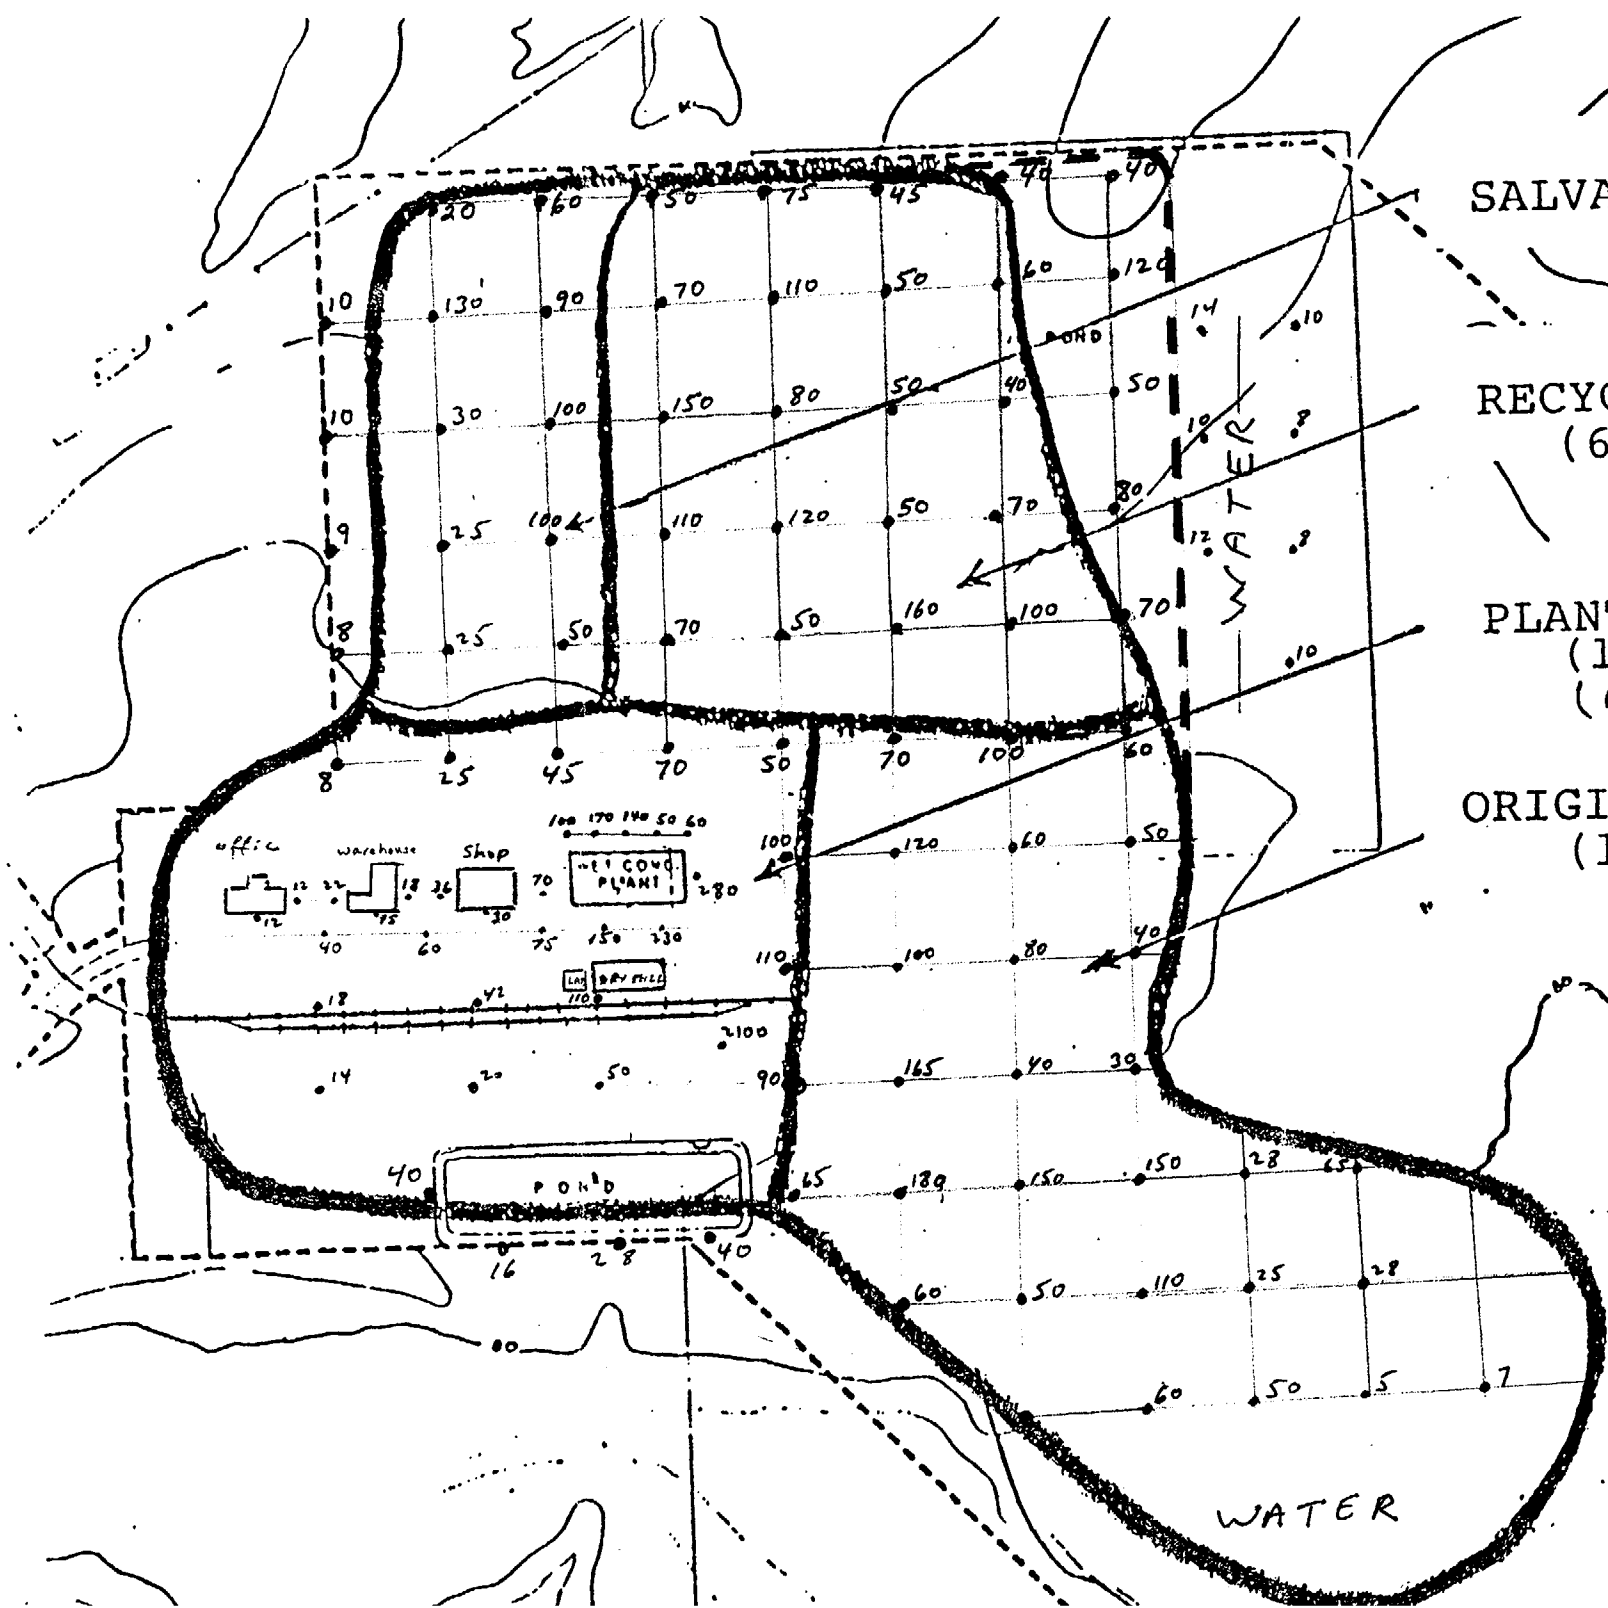 20 60 50 75 45 40 40
10 130 90 70 110 50 60 120
14 10
SALVA
POND
10 30 100 150 80 50 40 50
10 8
RECYC
(6
WATER
9 25 100 110 120 50 70 80
12 8
8 25 50 70 50 160 100 70
10
PLANT
(1
(
8 25 45 70 50 70 100 60
ORIGI
(1
100 170 140 50 60
office warehouse Shop
WET COND
PLANT
12 22 18 36 70 280
12 75 30
100 120 60 50
40 60 75 150 230
110 100 80 40
LAB DRY MILL
18 42 110
2100
14 20 50 90 165 40 30
80
40 POND 65 180 150 150 28 65
16 28 40
60 50 110 25 28
80
60 50 5 7
WATER